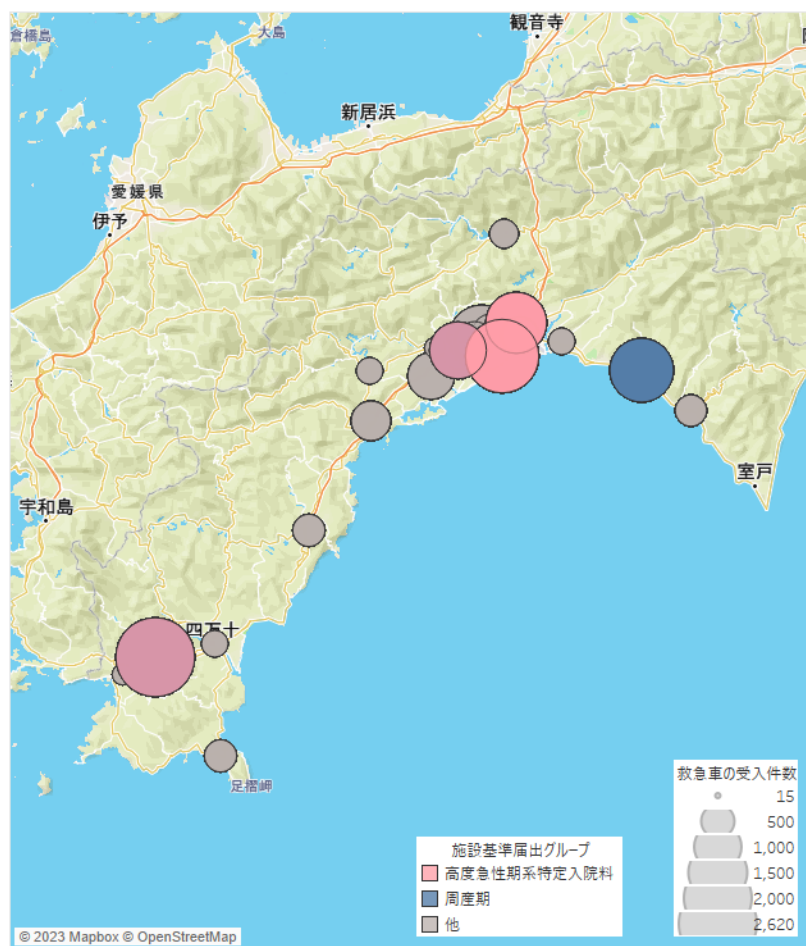 倉橋島
大島
観音寺
新居浜
愛媛県
伊予
宇和島
室戸
四万十
足摺岬
救急車の受入件数
15
500
1,000
1,500
2,000
2,620
施設基準届出グループ
高度急性期系特定入院料
周産期
他
© 2023 Mapbox © OpenStreetMap